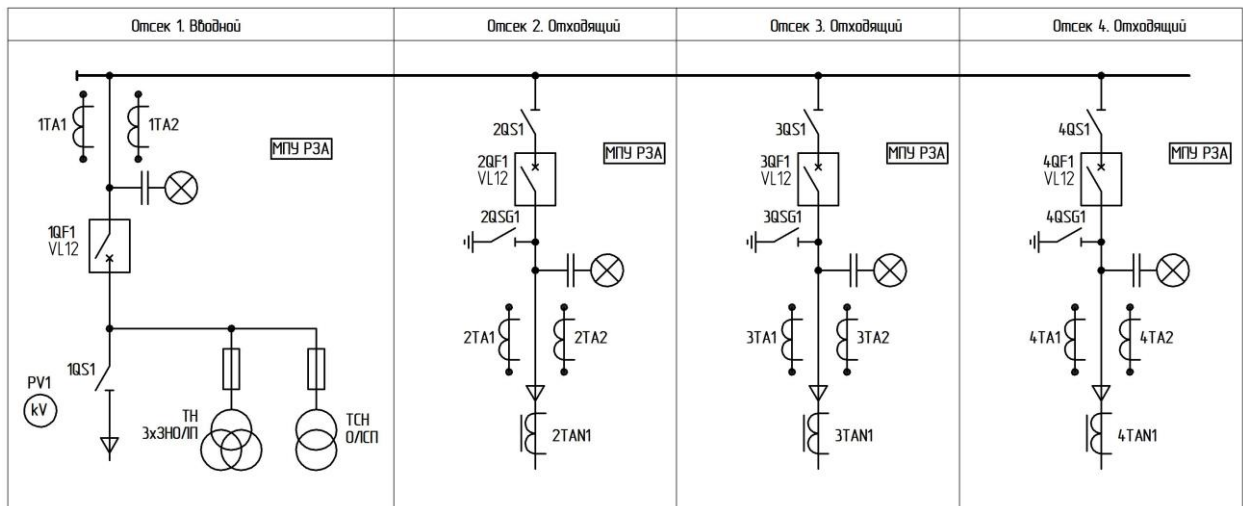 Отсек 1. Вводной
Отсек 2. Отходящий
Отсек 3. Отходящий
Отсек 4. Отходящий
1TA1
1TA2
МПУ РЗА
1QF1
VL12
1QS1
PV1
kV
ТН
3хЗНОЛП
ТСН
ОЛСП
2QS1
МПУ РЗА
2QF1
VL12
2QSG1
2TA1
2TA2
2TAN1
3QS1
МПУ РЗА
3QF1
VL12
3QSG1
3TA1
3TA2
3TAN1
4QS1
МПУ РЗА
4QF1
VL12
4QSG1
4TA1
4TA2
4TAN1